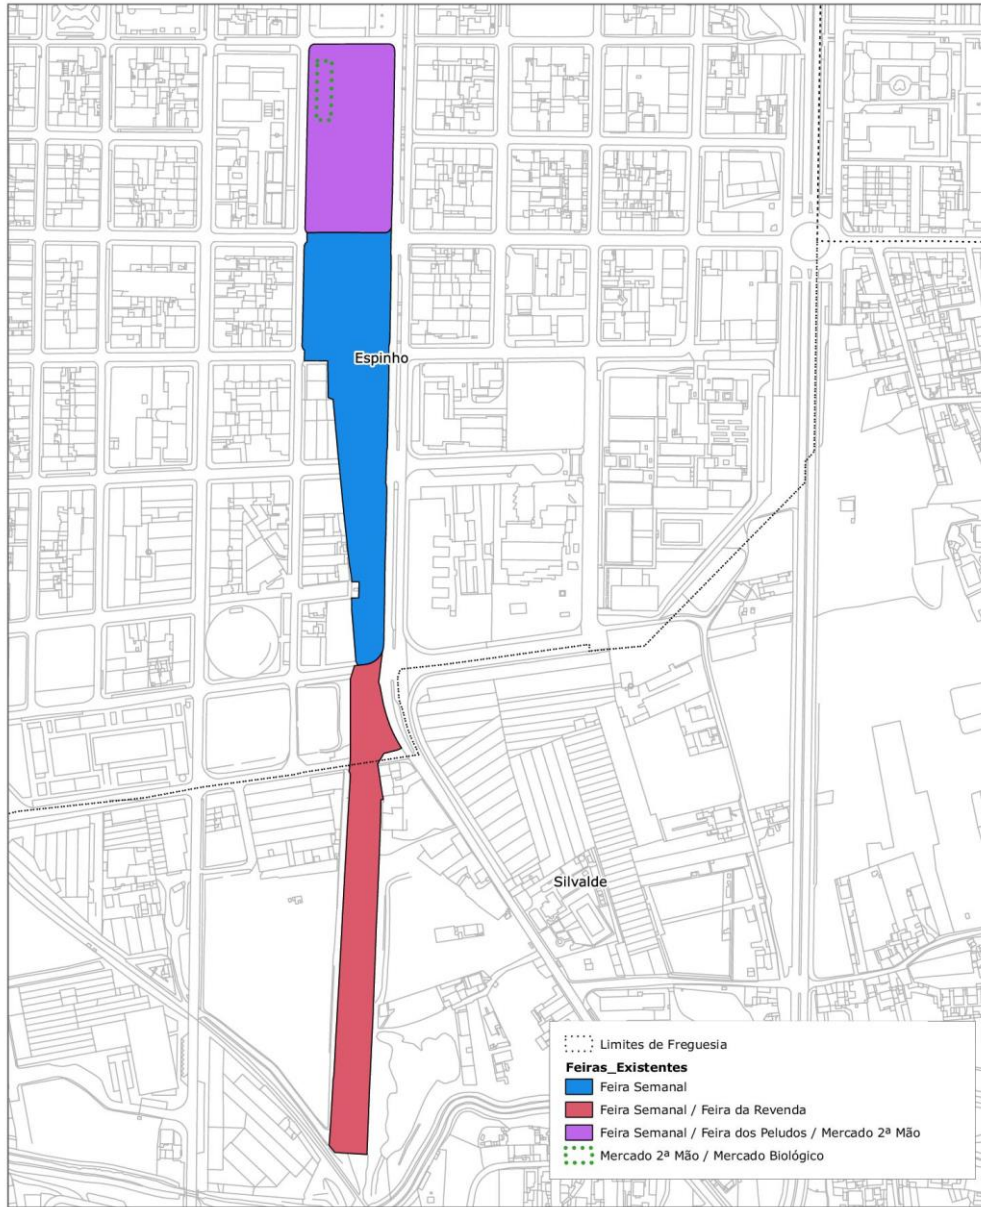 Espinho
Silvalde
Limites de Freguesia
Feiras_Existentes
Feira Semanal
Feira Semanal / Feira da Revenda
Feira Semanal / Feira dos Peludos / Mercado 2ª Mão
Mercado 2ª Mão / Mercado Biológico